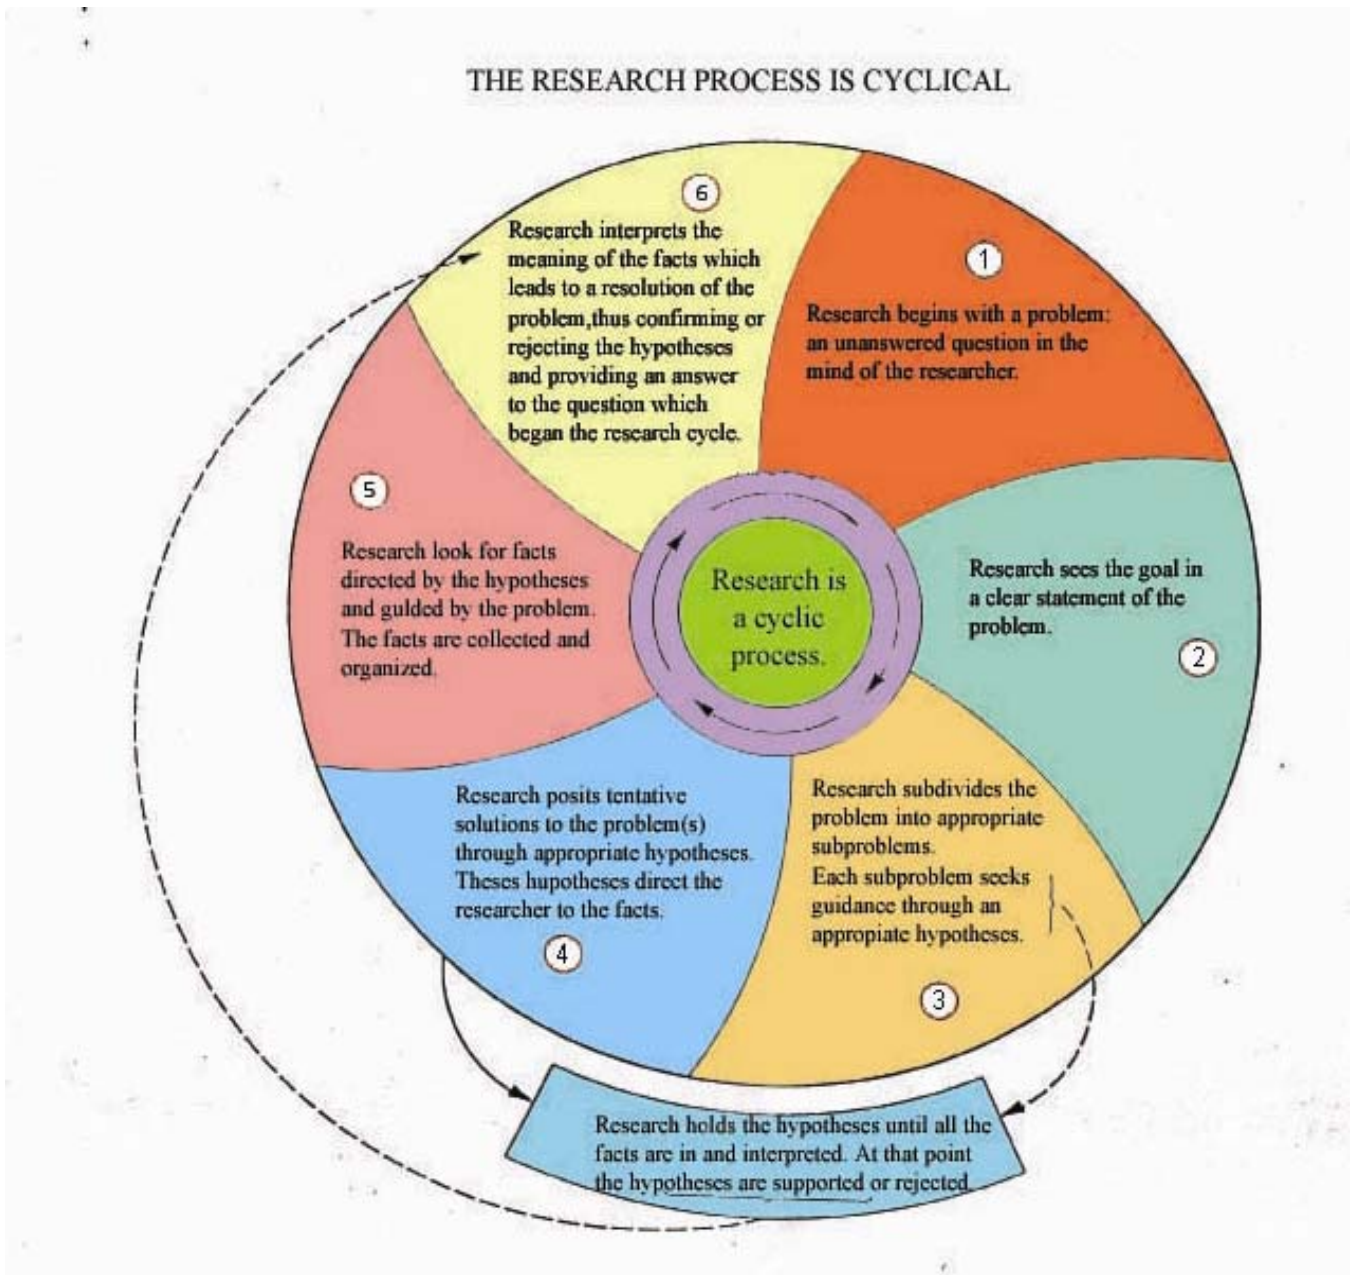 THE RESEARCH PROCESS IS CYCLICAL
6
Research interprets the
meaning of the facts which
leads to a resolution of the
problem,thus confirming or
rejecting the hypotheses
and providing an answer
to the question which
began the research cycle.
1
Research begins with a problem:
an unanswered question in the
mind of the researcher.
5
Research look for facts
directed by the hypotheses
and gulded by the problem.
The facts are collected and
organized.
Research is
a cyclic
process.
Research sees the goal in
a clear statement of the
problem.
2
Research posits tentative
solutions to the problem(s)
through appropriate hypotheses.
Theses hupotheses direct the
researcher to the facts.
4
Research subdivides the
problem into appropriate
subproblems.
Each subproblem seeks
guidance through an
appropiate hypotheses.
3
Research holds the hypotheses until all the
facts are in and interpreted. At that point
the hypotheses are supported or rejected